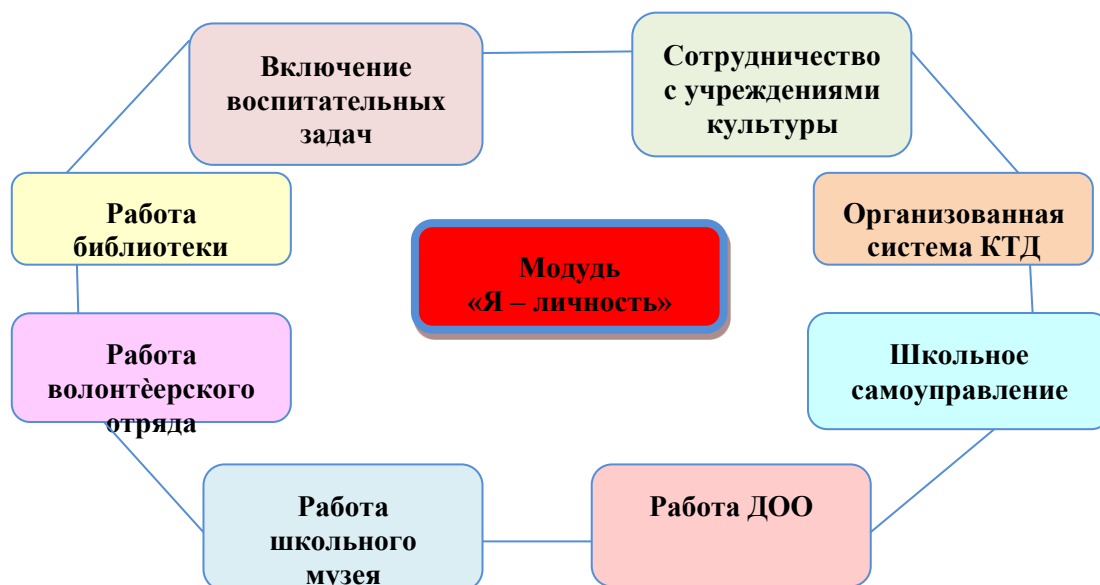 Включение
воспитательных
задач
Сотрудничество
с учреждениями
культуры
Работа
библиотеки
Организованная
система КТД
Модудь
«Я – личность»
Работа
волонтѐерского
отряда
Школьное
самоуправление
Работа
школьного
музея
Работа ДОО